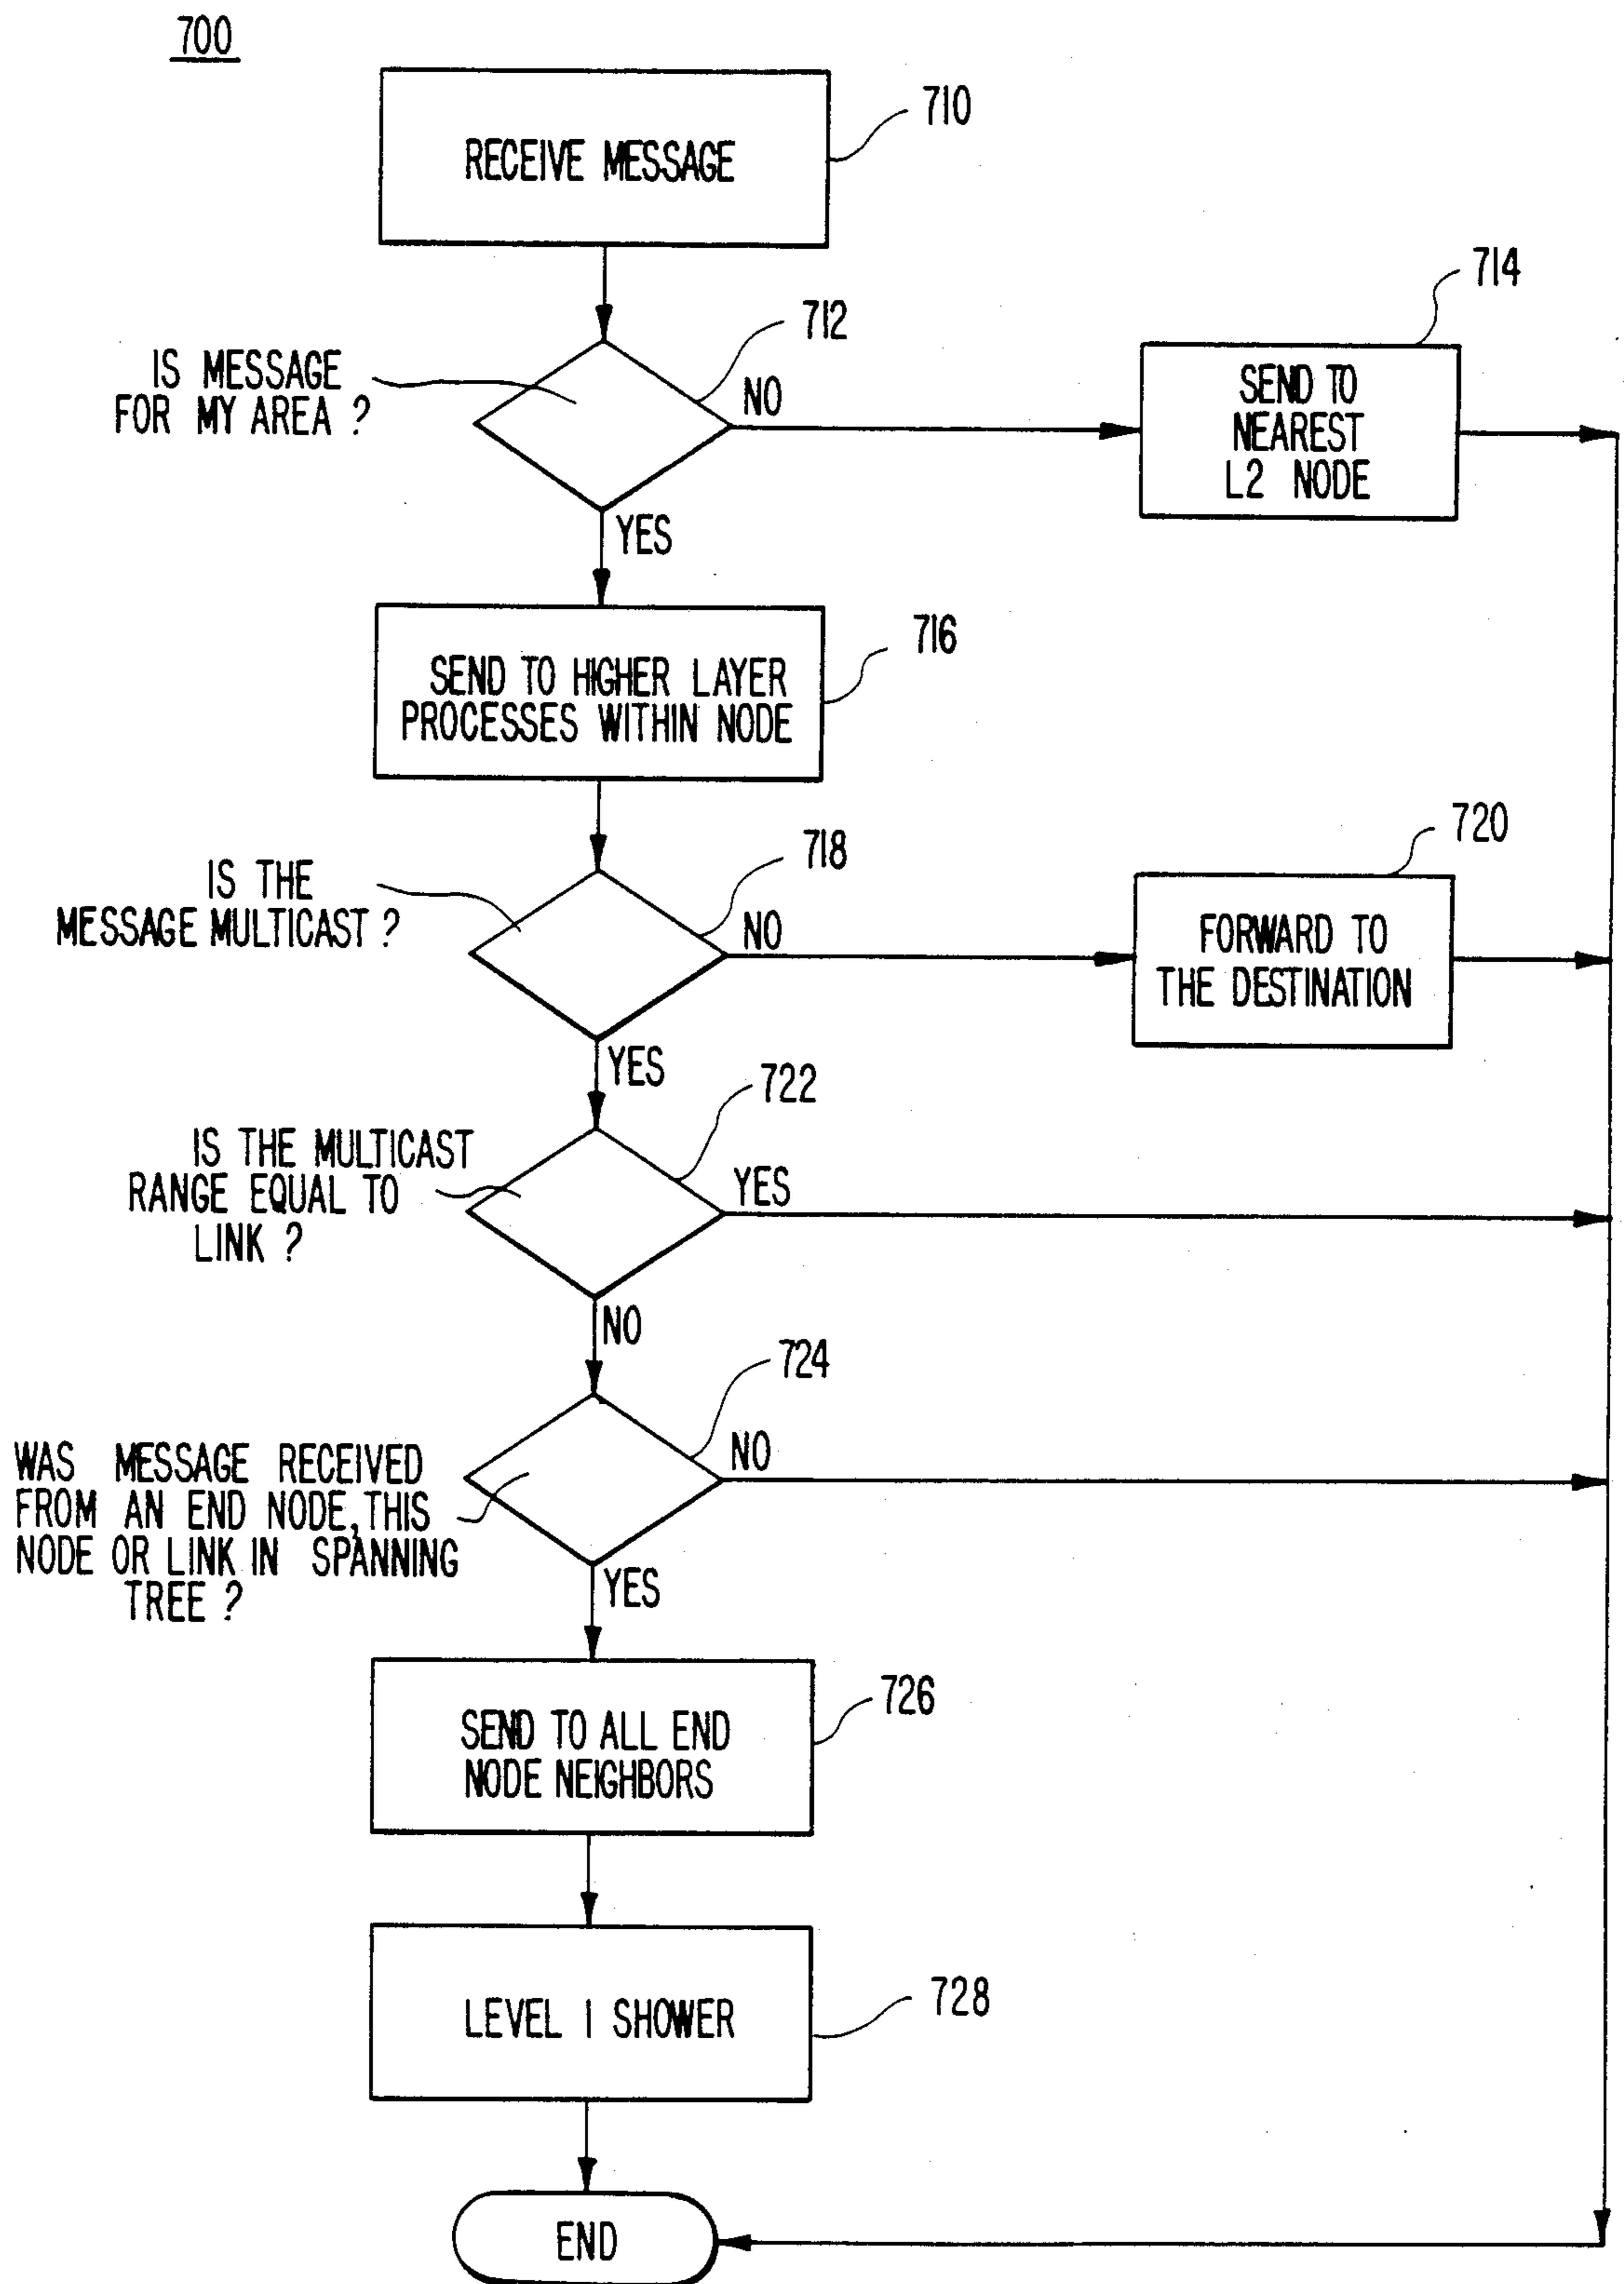 700
RECEIVE MESSAGE
710
IS MESSAGE
FOR MY AREA ?
712
NO
SEND TO
NEAREST
L2 NODE
714
YES
SEND TO HIGHER LAYER
PROCESSES WITHIN NODE
716
IS THE
MESSAGE MULTICAST ?
718
NO
FORWARD TO
THE DESTINATION
720
YES
IS THE MULTICAST
RANGE EQUAL TO
LINK ?
722
YES
NO
WAS MESSAGE RECEIVED
FROM AN END NODE, THIS
NODE OR LINK IN SPANNING
TREE ?
724
NO
YES
SEND TO ALL END
NODE NEIGHBORS
726
LEVEL 1 SHOWER
728
END